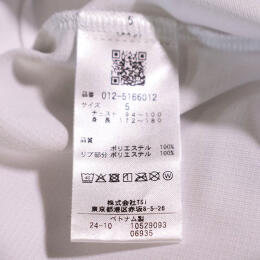 5
品番 012-5166012
サイズ
5
チェスト 94~100
身長 172~180
品質
ポリエステル 100%
リブ部分 ポリエステル 100%
株式会社TSI
東京都港区赤坂8-5-26
ベトナム製
24-10 10529093
06935